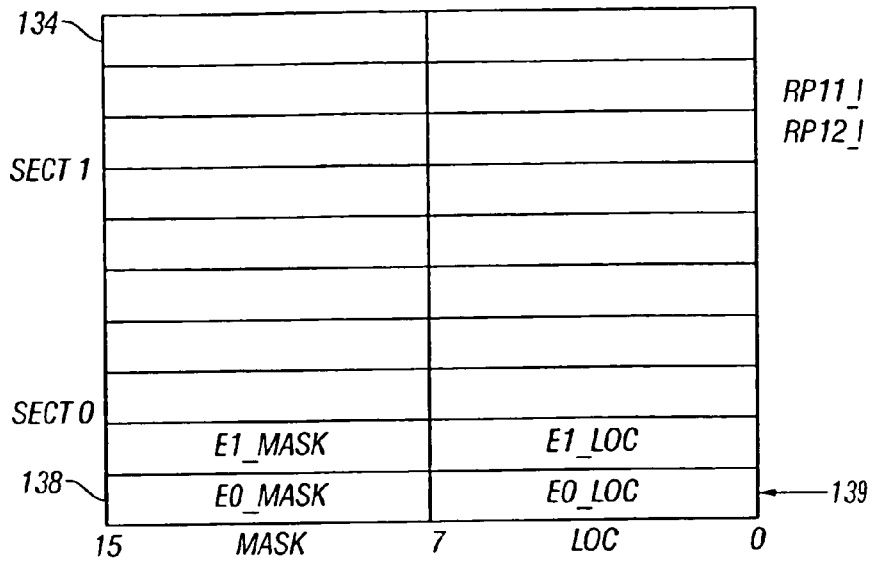 134
RP11_I
RP12_I
SECT 1
SECT 0
E1_MASK E1_LOC
138 E0_MASK E0_LOC 139
15 MASK 7 LOC 0